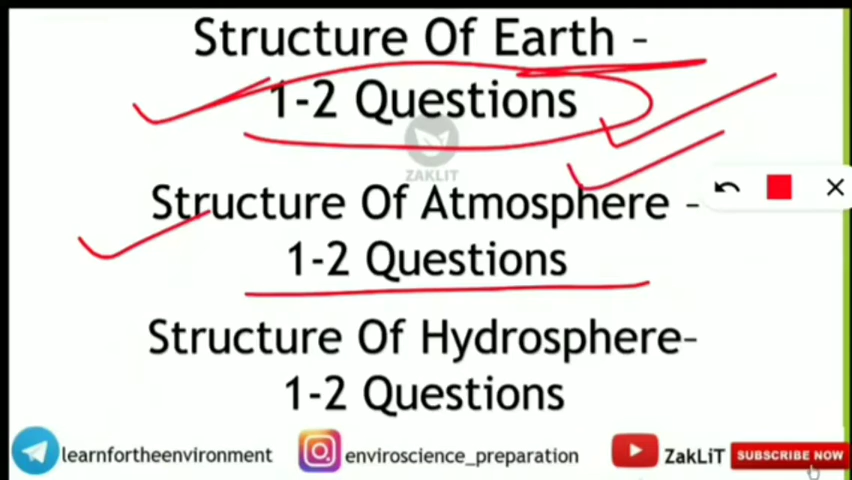 Structure Of Earth –
1-2 Questions
ZAKLIT
Structure Of Atmosphere –
1-2 Questions
Structure Of Hydrosphere–
1-2 Questions
learnfortheenvironment
enviroscience_preparation
ZakLiT
SUBSCRIBE NOW